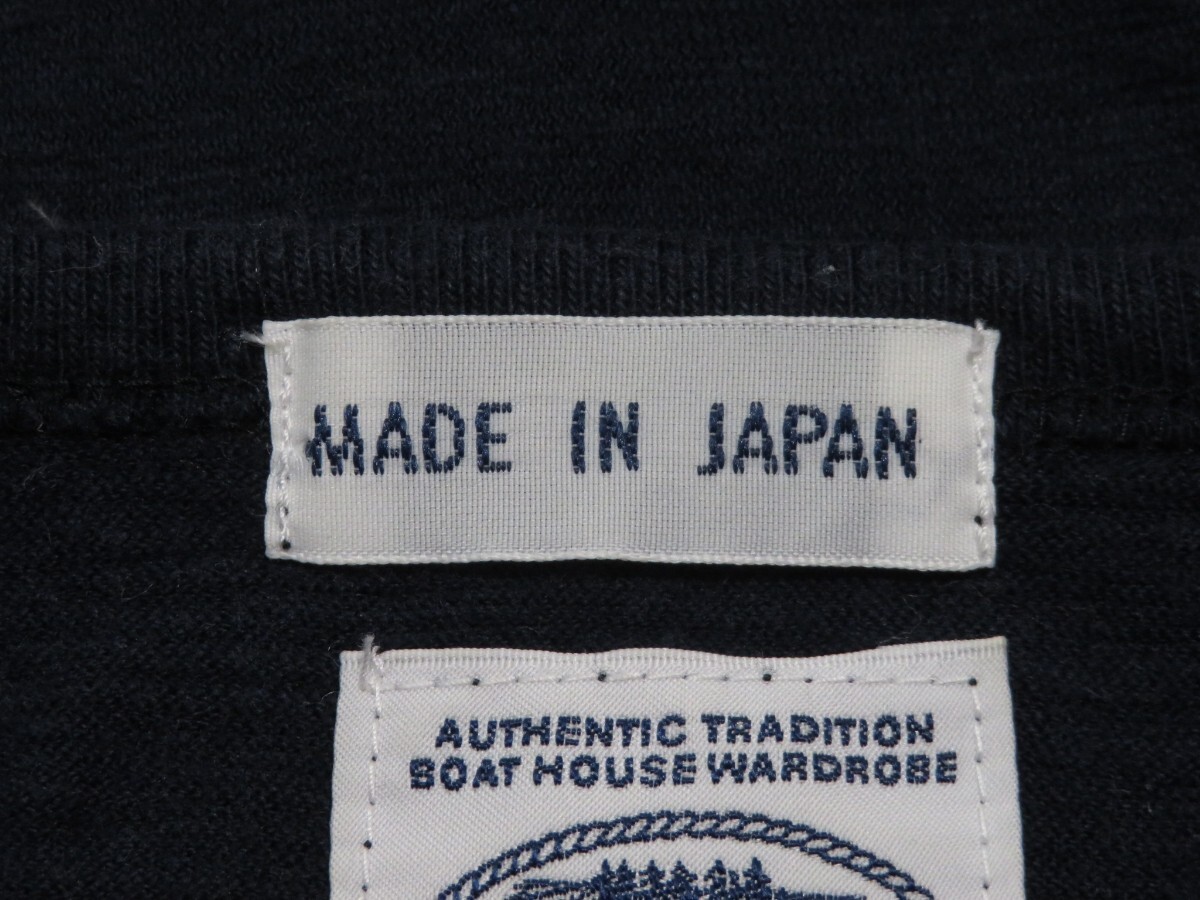 MADE IN JAPAN
AUTHENTIC TRADITION
BOAT HOUSE WARDROBE